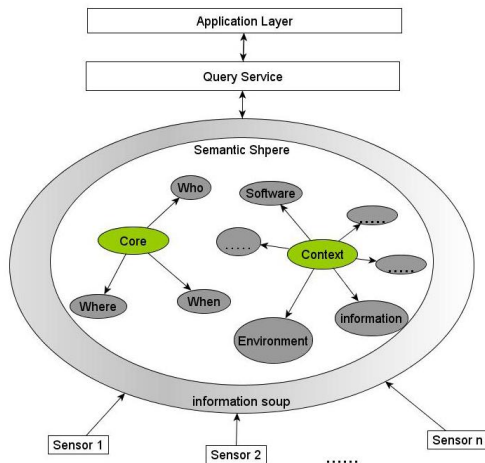 Application Layer
Query Service
Semantic Shpere
Who
Software
.....
.....
Core
Context
.....
Where
When
information
Environment
information soup
Sensor 1
Sensor 2
......
Sensor n